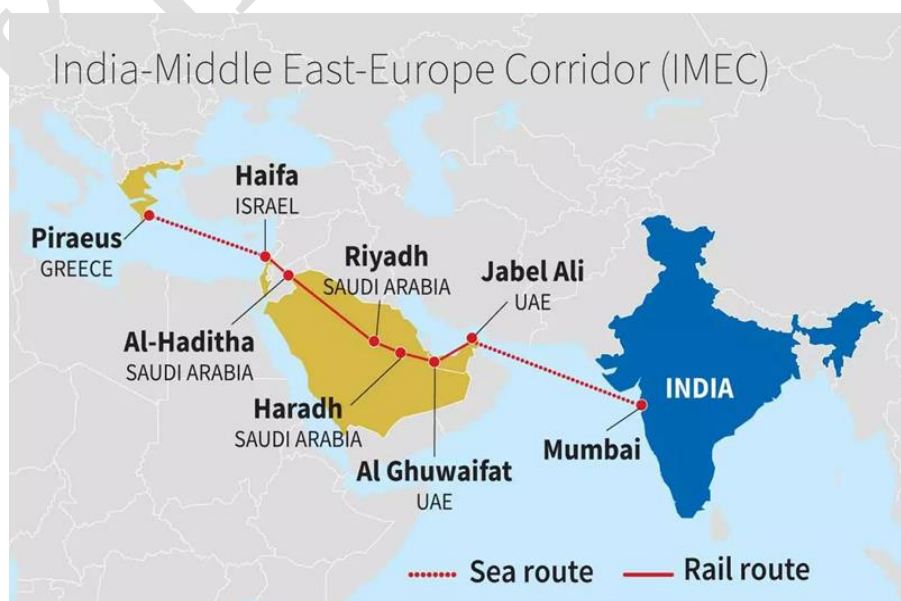 India-Middle East-Europe Corridor (IMEC)
Haifa
ISRAEL
Piraeus
GREECE
Riyadh
SAUDI ARABIA
Jabel Ali
UAE
Al-Haditha
SAUDI ARABIA
INDIA
Haradh
SAUDI ARABIA
Mumbai
Al Ghuwaifat
UAE
Sea route
Rail route